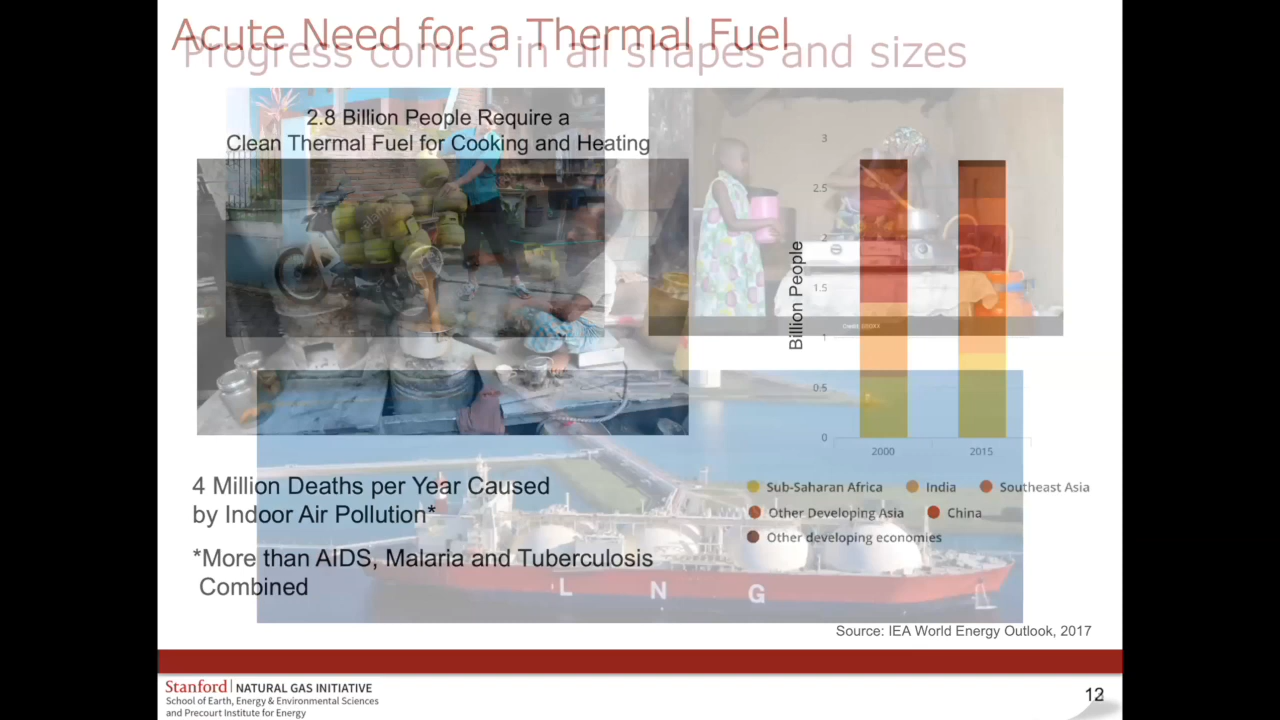 Acute Need for a Thermal Fuel
Progress comes in all shapes and sizes
2.8 Billion People Require a
Clean Thermal Fuel for Cooking and Heating
Billion People
3
2.5
2
1.5
1
0.5
0
2000
2015
Sub-Saharan Africa
India
Southeast Asia
Other Developing Asia
China
Other developing economies
4 Million Deaths per Year Caused
by Indoor Air Pollution*
*More than AIDS, Malaria and Tuberculosis
Combined
L N G
Source: IEA World Energy Outlook, 2017
Stanford NATURAL GAS INITIATIVE
School of Earth, Energy & Environmental Sciences
and Precourt Institute for Energy